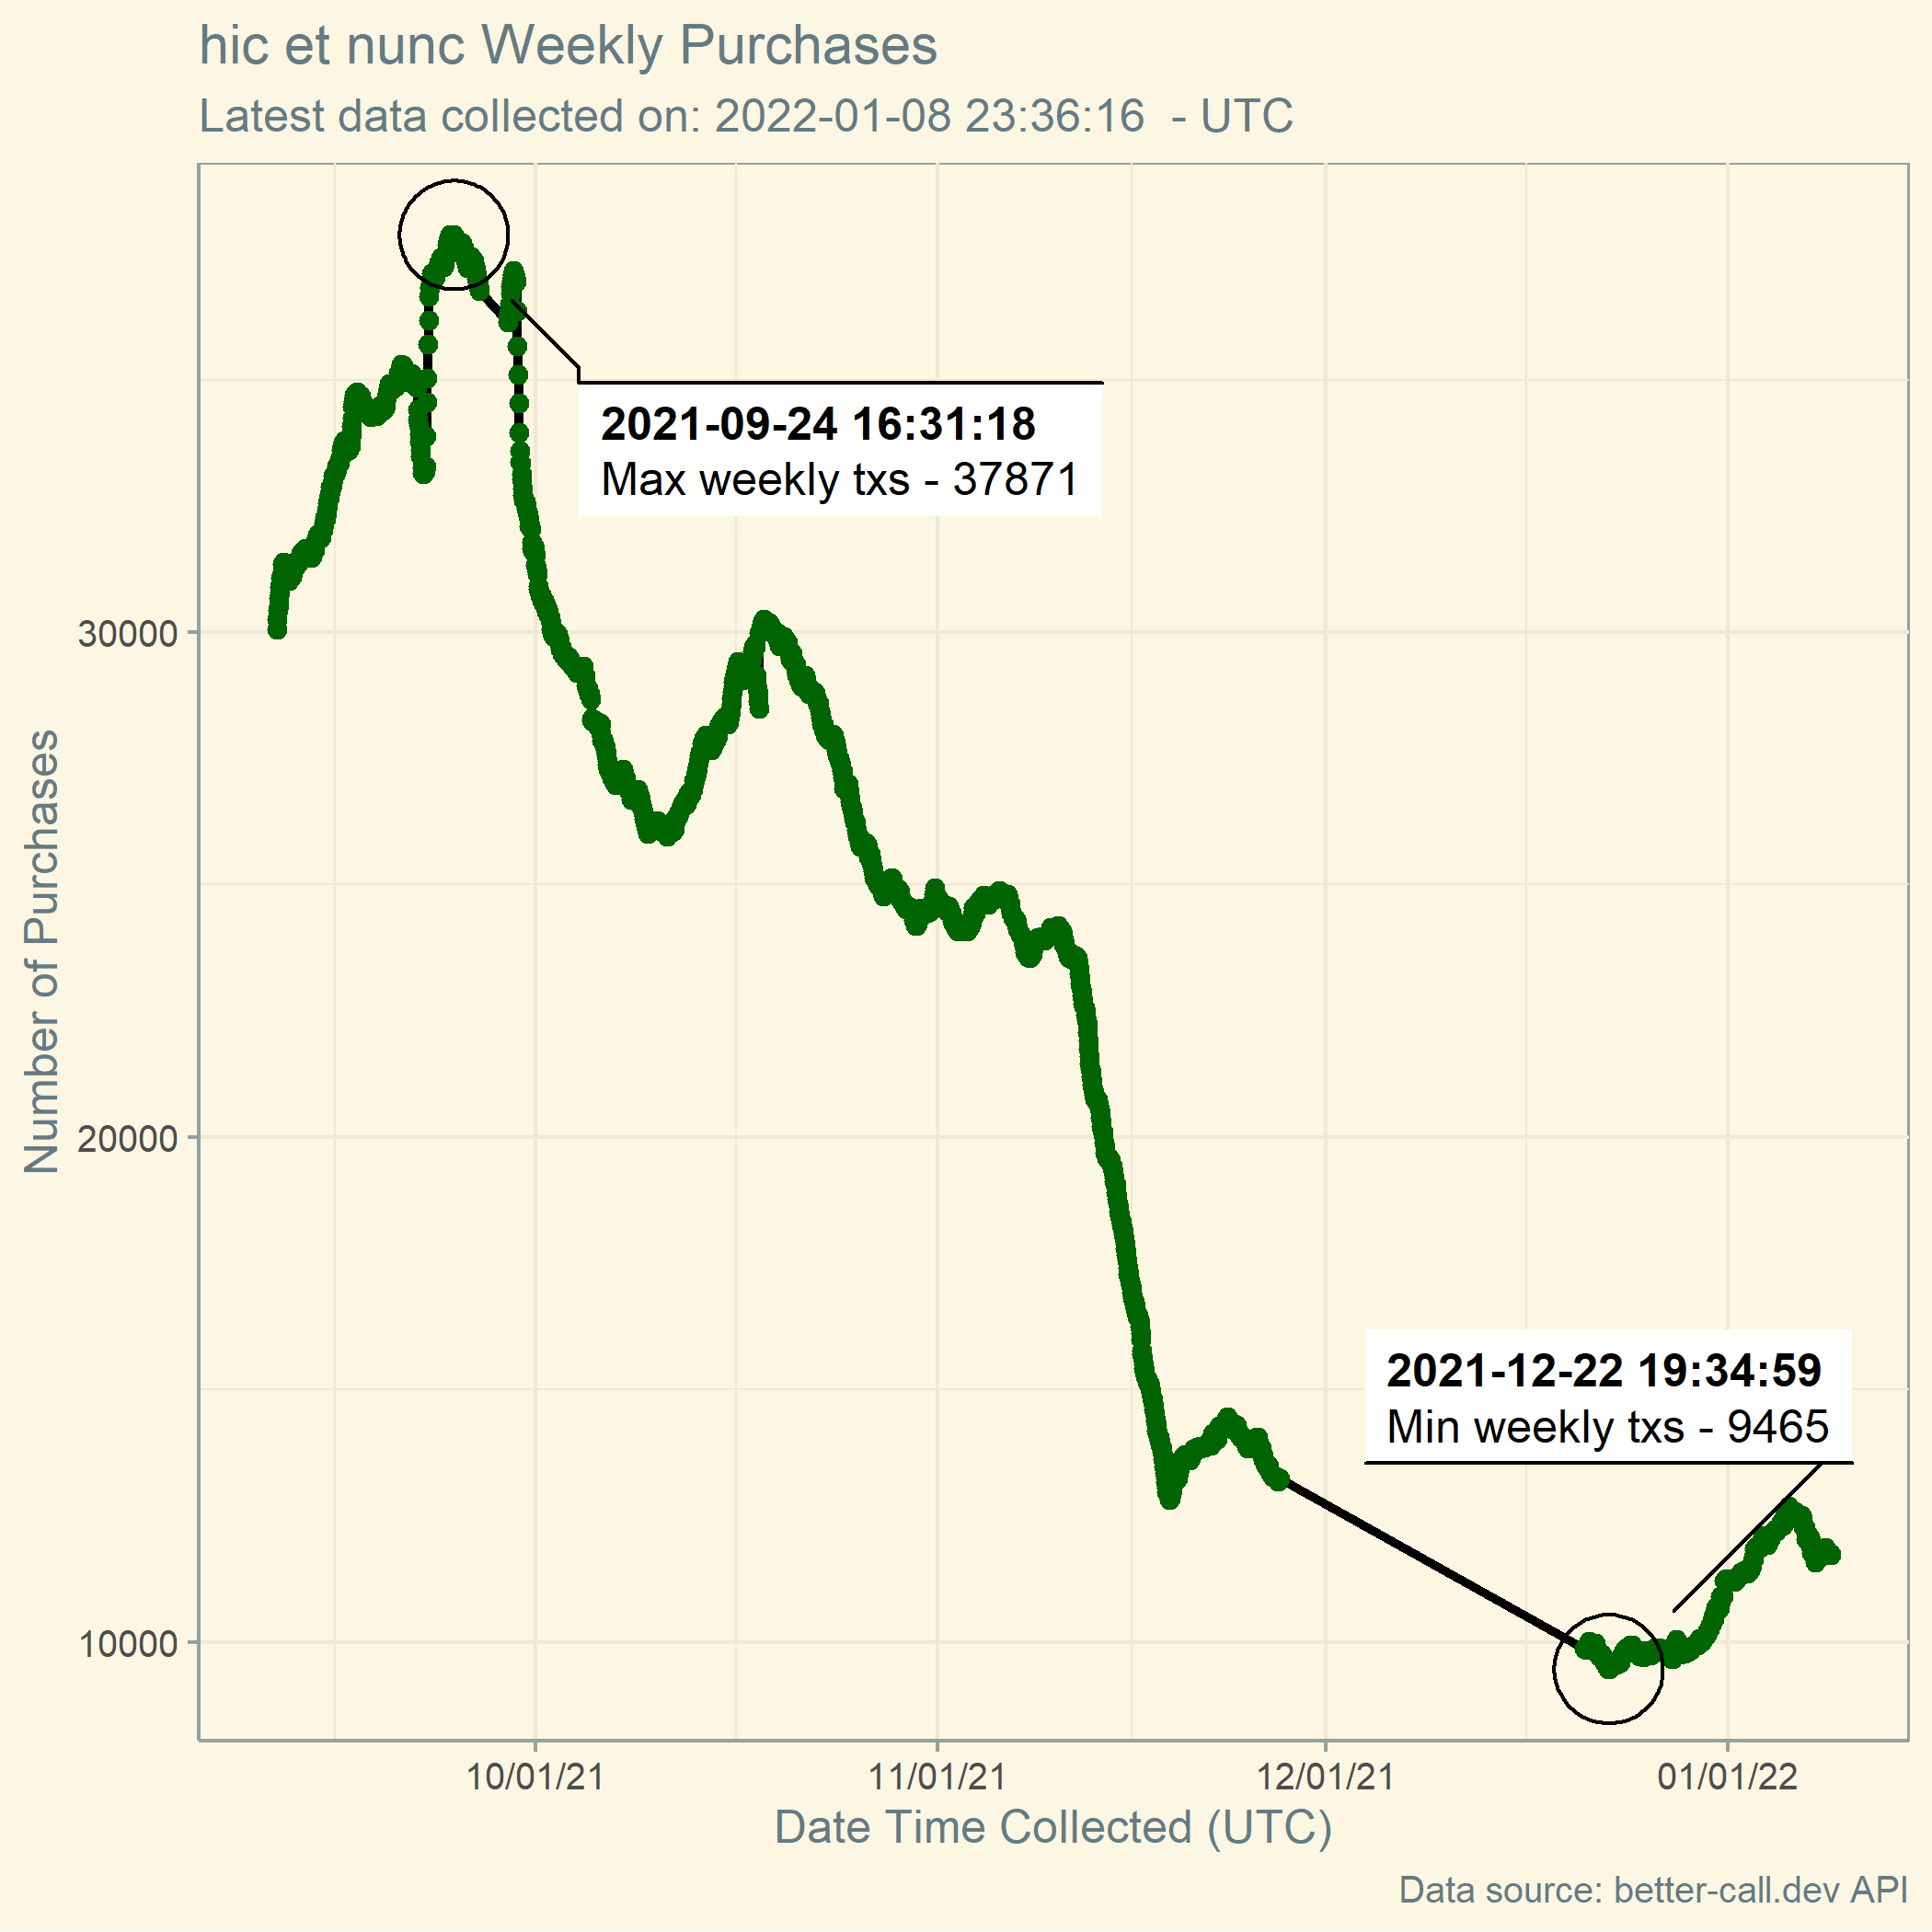 hic et nunc Weekly Purchases
Latest data collected on: 2022-01-08 23:36:16  - UTC
Number of Purchases
30000
20000
10000
2021-09-24 16:31:18
Max weekly txs - 37871
2021-12-22 19:34:59
Min weekly txs - 9465
10/01/21
11/01/21
12/01/21
01/01/22
Date Time Collected (UTC)
Data source: better-call.dev API